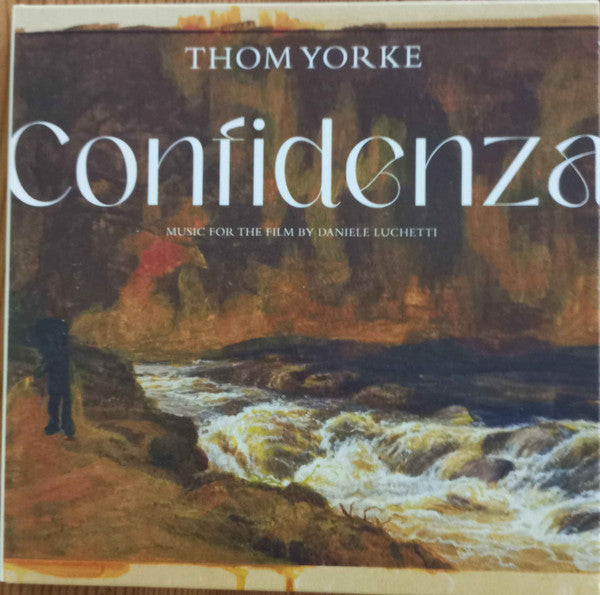 THOM YORKE
Confidenza
MUSIC FOR THE FILM BY DANIELE LUCHETTI